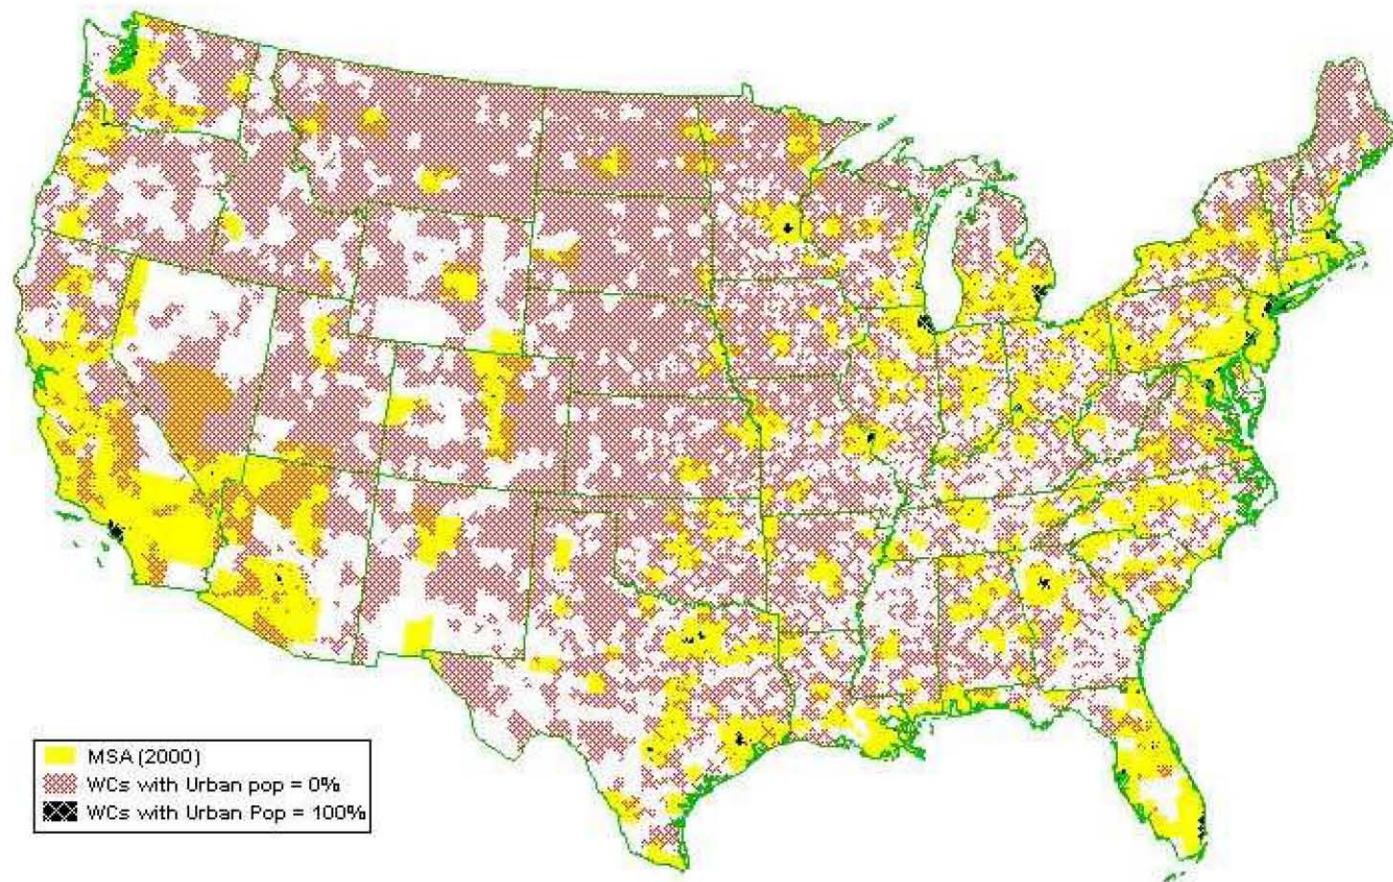 MSA (2000)
WCs with Urban pop = 0%
WCs with Urban Pop = 100%